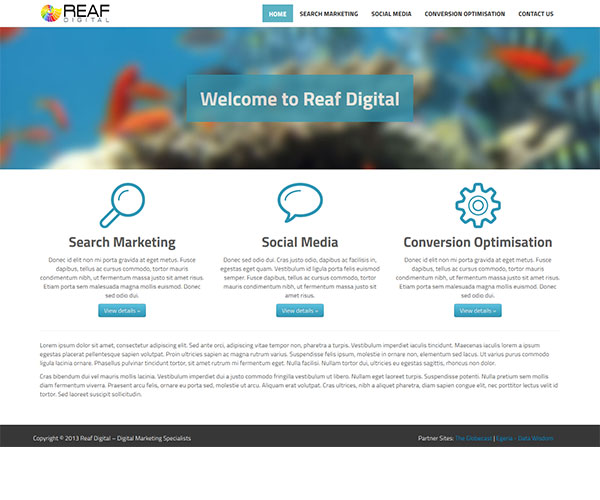 REAF
DIGITAL
HOME SEARCH MARKETING SOCIAL MEDIA CONVERSION OPTIMISATION CONTACT US
Welcome to Reaf Digital
Search Marketing
Donec id elit non mi porta gravida at eget metus. Fusce
dapibus, tellus ac cursus commodo, tortor mauris
condimentum nibh, ut fermentum massa justo sit amet risus.
Etiam porta sem malesuada magna mollis euismod. Donec
sed odio dui.
View details »
Social Media
Donec sed odio dui. Cras justo odio, dapibus ac facilisis in,
egestas eget quam. Vestibulum id ligula porta felis euismod
semper. Fusce dapibus, tellus ac cursus commodo, tortor
mauris condimentum nibh, ut fermentum massa justo sit
amet risus.
View details »
Conversion Optimisation
Donec id elit non mi porta gravida at eget metus. Fusce
dapibus, tellus ac cursus commodo, tortor mauris
condimentum nibh, ut fermentum massa justo sit amet risus.
Etiam porta sem malesuada magna mollis euismod. Donec
sed odio dui.
View details »
Lorem ipsum dolor sit amet, consectetur adipiscing elit. Sed ante orci, adipiscing vitae tempor non, pharetra a turpis. Vestibulum imperdiet iaculis tincidunt. Maecenas iaculis lorem a ipsum
egestas placerat pellentesque sapien volutpat. Proin ultricies sapien ac magna rutrum varius. Suspendisse felis ipsum, molestie in ornare non, elementum sed lacus. Ut varius purus commodo
ligula ornare. Phasellus pulvinar tincidunt tortor, sit amet rutrum mi fermentum eget. Nulla facilisi. Nullam tortor dui, ultricies eu egestas sagittis, rhoncus non dolor.
Cras bibendum dui vel mauris mollis lacinia. Vestibulum imperdiet dui a justo commodo fringilla vestibulum et libero. Nullam eget laoreet turpis. Suspendisse potenti. Nulla pretium sem mollis
diam fermentum viverra. Praesent arcu felis, ornare eu porta sed, molestie ut arcu. Aliquam erat volutpat. Cras ultrices, nibh a aliquet pharetra, diam sapien congue elit, nec porttitor lectus velit id
tortor. Sed laoreet suscipit sollicitudin.
Copyright © 2013 Reaf Digital – Digital Marketing Specialists
Partner Sites: The Globecast | Egeria - Data Wisdom